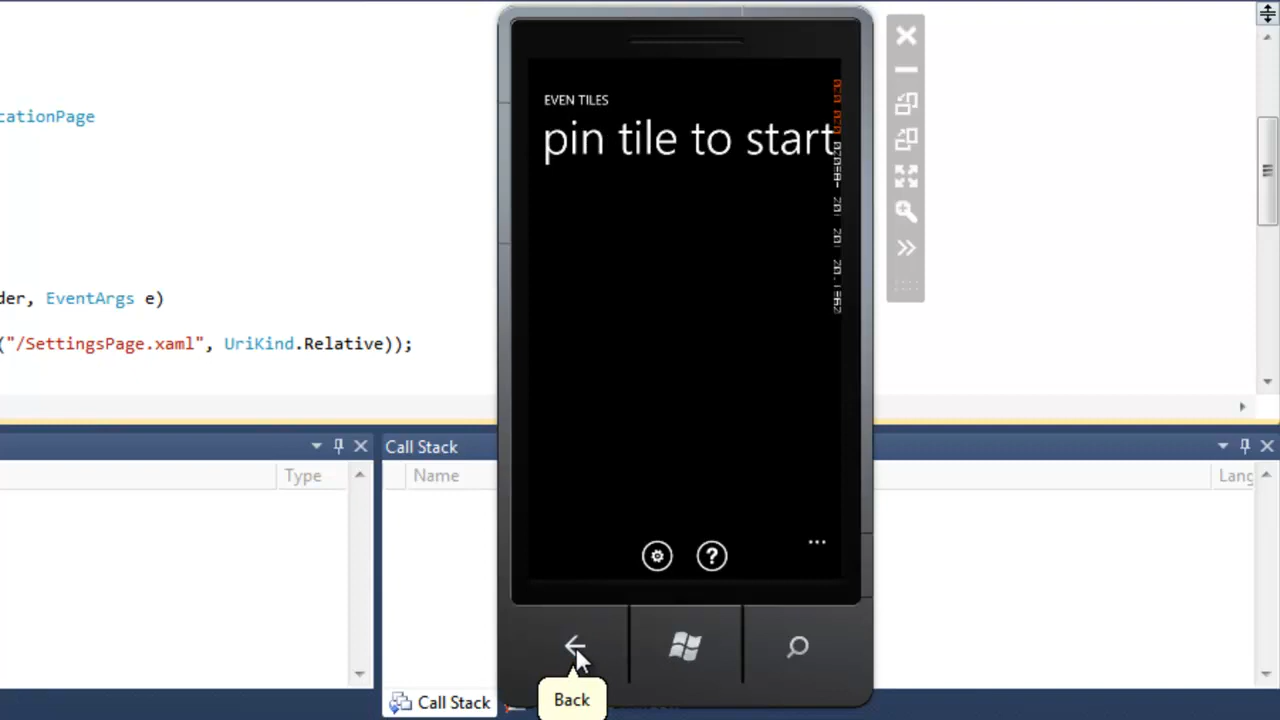 cationPage
der, EventArgs e)
("/SettingsPage.xaml", UriKind.Relative));
EVEN TILES
pin tile to start
?
...
Back
Type
Call Stack
Name
Lang
Call Stack